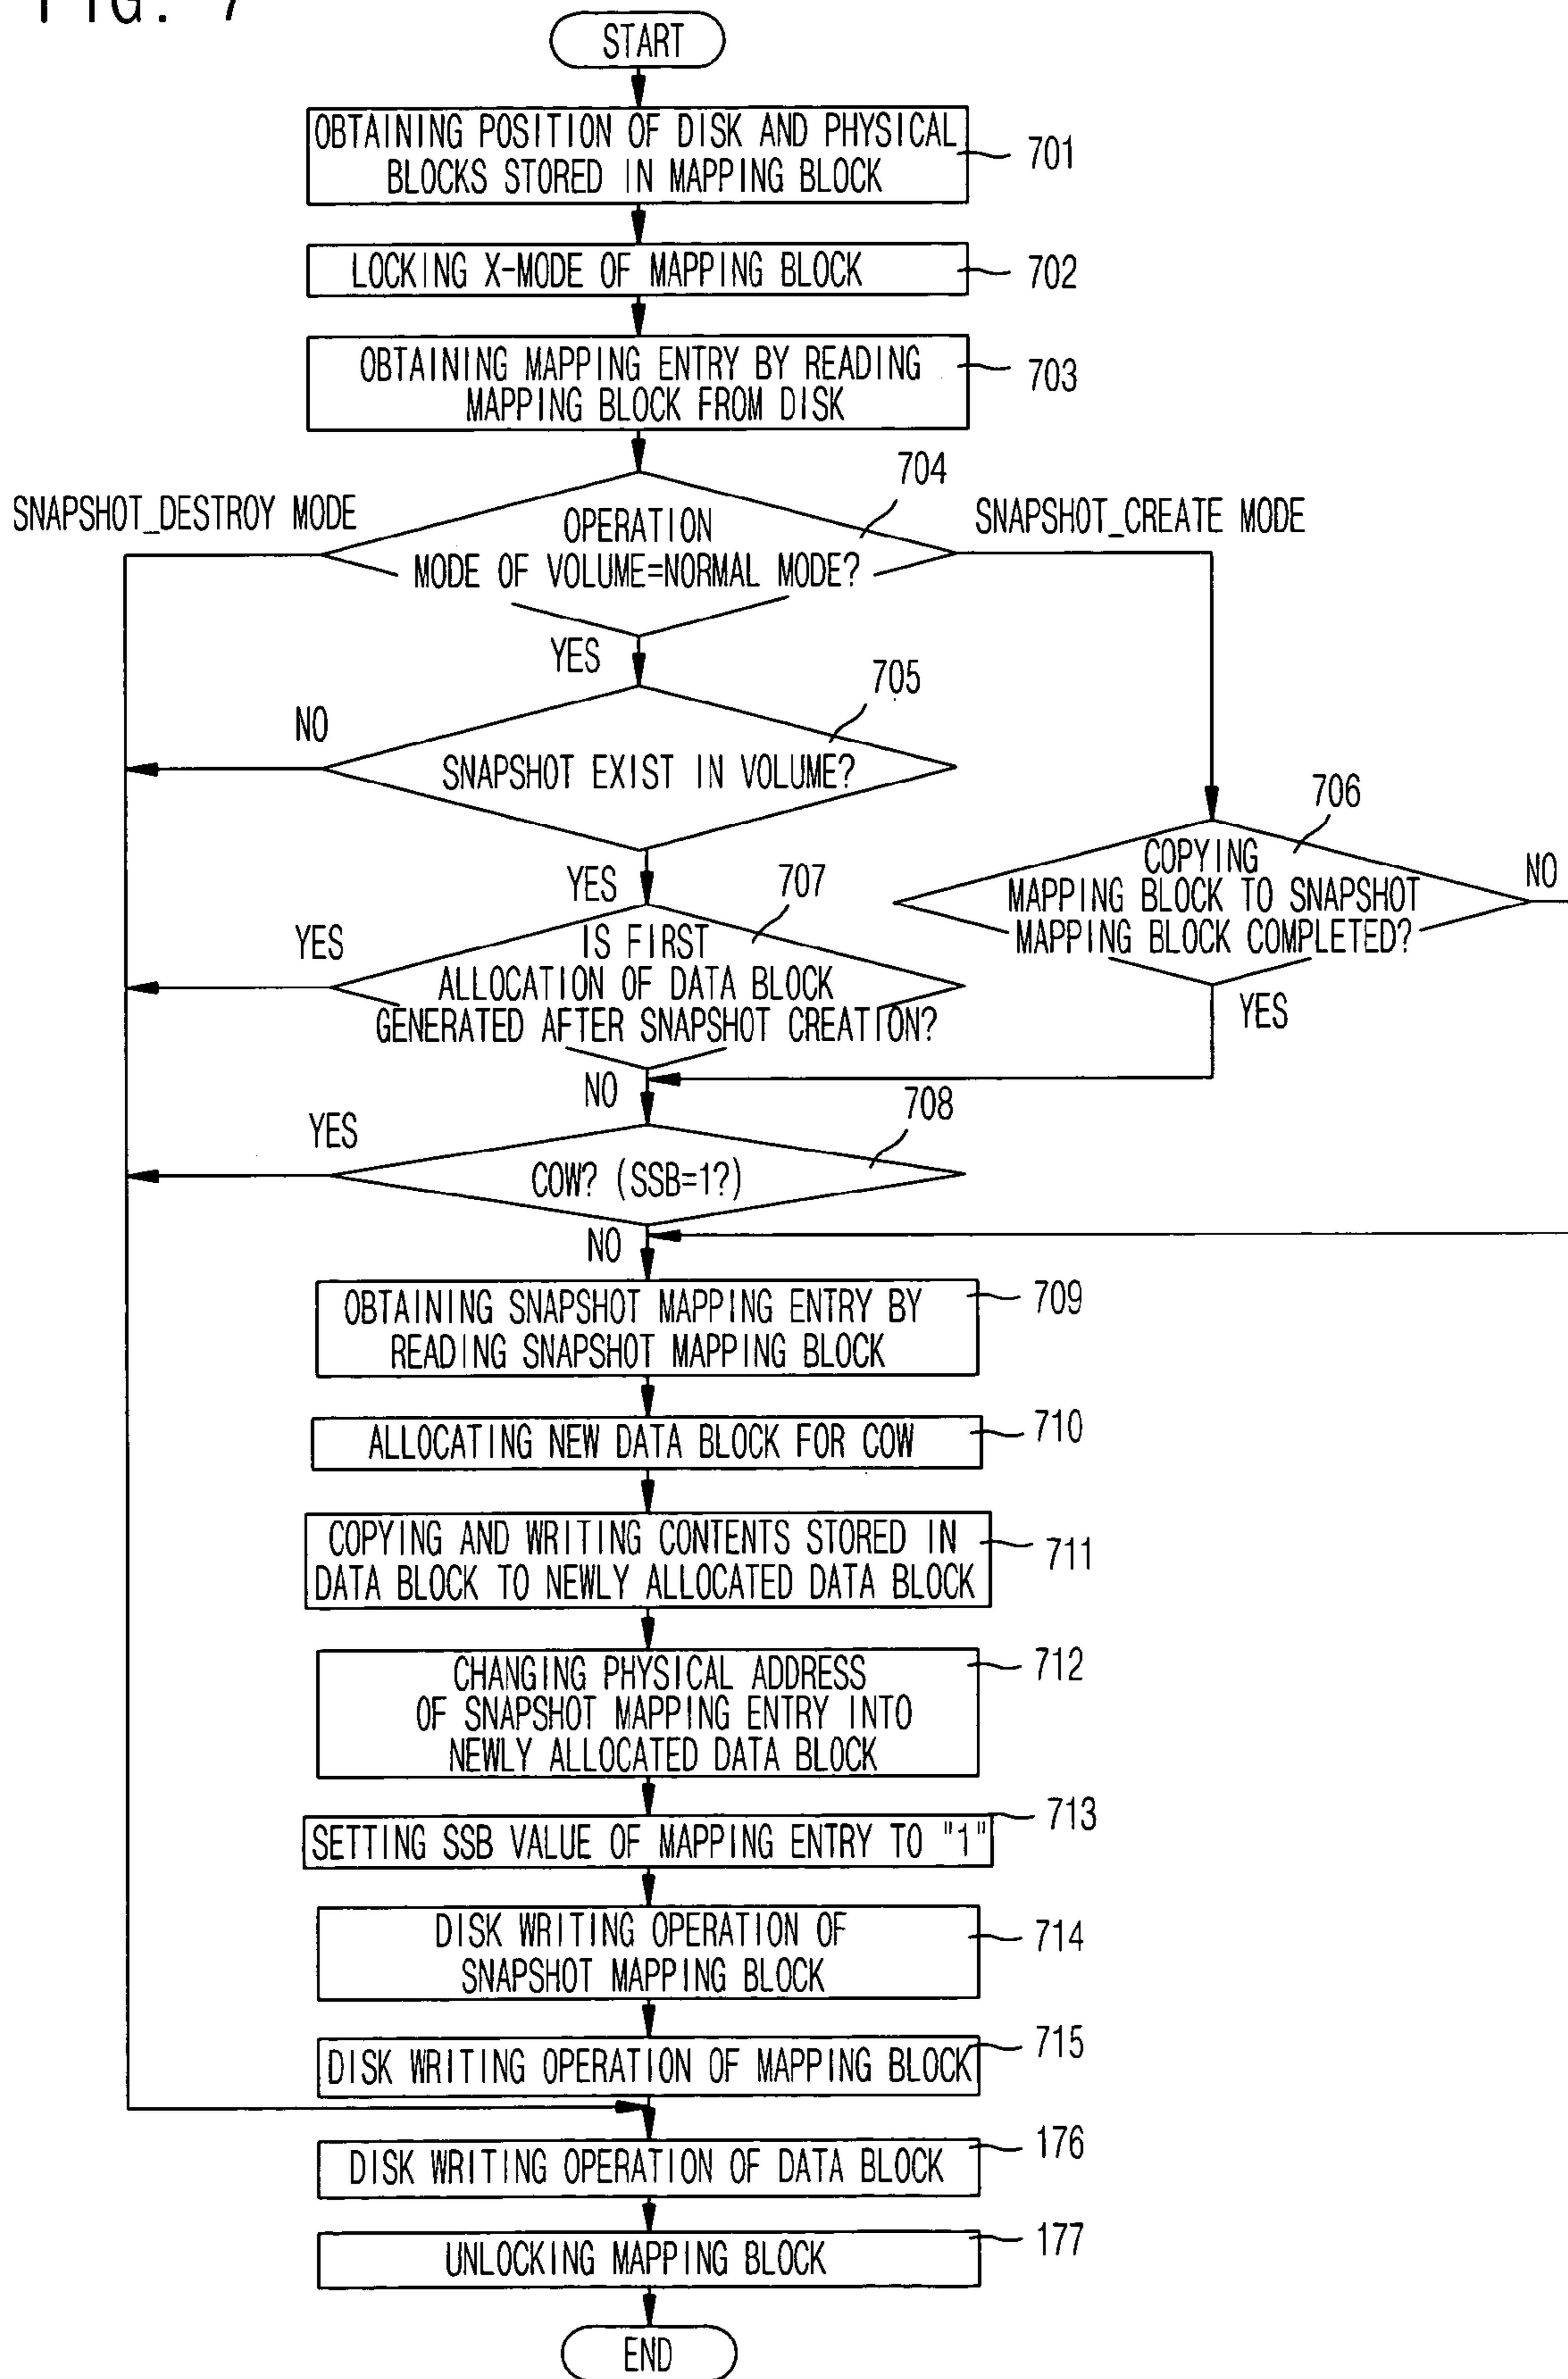 FIG. 7
START
OBTAINING POSITION OF DISK AND PHYSICAL
BLOCKS STORED IN MAPPING BLOCK
701
LOCKING X-MODE OF MAPPING BLOCK
702
OBTAINING MAPPING ENTRY BY READING
MAPPING BLOCK FROM DISK
703
704
SNAPSHOT_DESTROY MODE
SNAPSHOT_CREATE MODE
OPERATION
MODE OF VOLUME=NORMAL MODE?
YES
705
NO
SNAPSHOT EXIST IN VOLUME?
706
COPYING
MAPPING BLOCK TO SNAPSHOT
MAPPING BLOCK COMPLETED?
NO
YES
YES
707
YES
IS FIRST
ALLOCATION OF DATA BLOCK
GENERATED AFTER SNAPSHOT CREATION?
NO
708
YES
COW? (SSB=1?)
NO
OBTAINING SNAPSHOT MAPPING ENTRY BY
READING SNAPSHOT MAPPING BLOCK
709
ALLOCATING NEW DATA BLOCK FOR COW
710
COPYING AND WRITING CONTENTS STORED IN
DATA BLOCK TO NEWLY ALLOCATED DATA BLOCK
711
CHANGING PHYSICAL ADDRESS
OF SNAPSHOT MAPPING ENTRY INTO
NEWLY ALLOCATED DATA BLOCK
712
SETTING SSB VALUE OF MAPPING ENTRY TO "1"
713
DISK WRITING OPERATION OF
SNAPSHOT MAPPING BLOCK
714
DISK WRITING OPERATION OF MAPPING BLOCK
715
DISK WRITING OPERATION OF DATA BLOCK
176
UNLOCKING MAPPING BLOCK
177
END